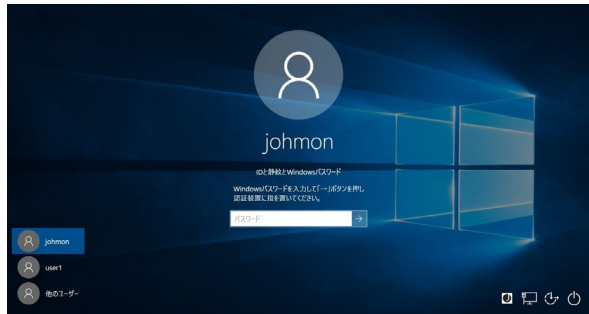 johmon
IDと静紋とWindowsパスワード
Windowsパスワードを入力して「→」ボタンを押し
認証装置に指を置いてください。
パスワード
johmon
user1
他のユーザー